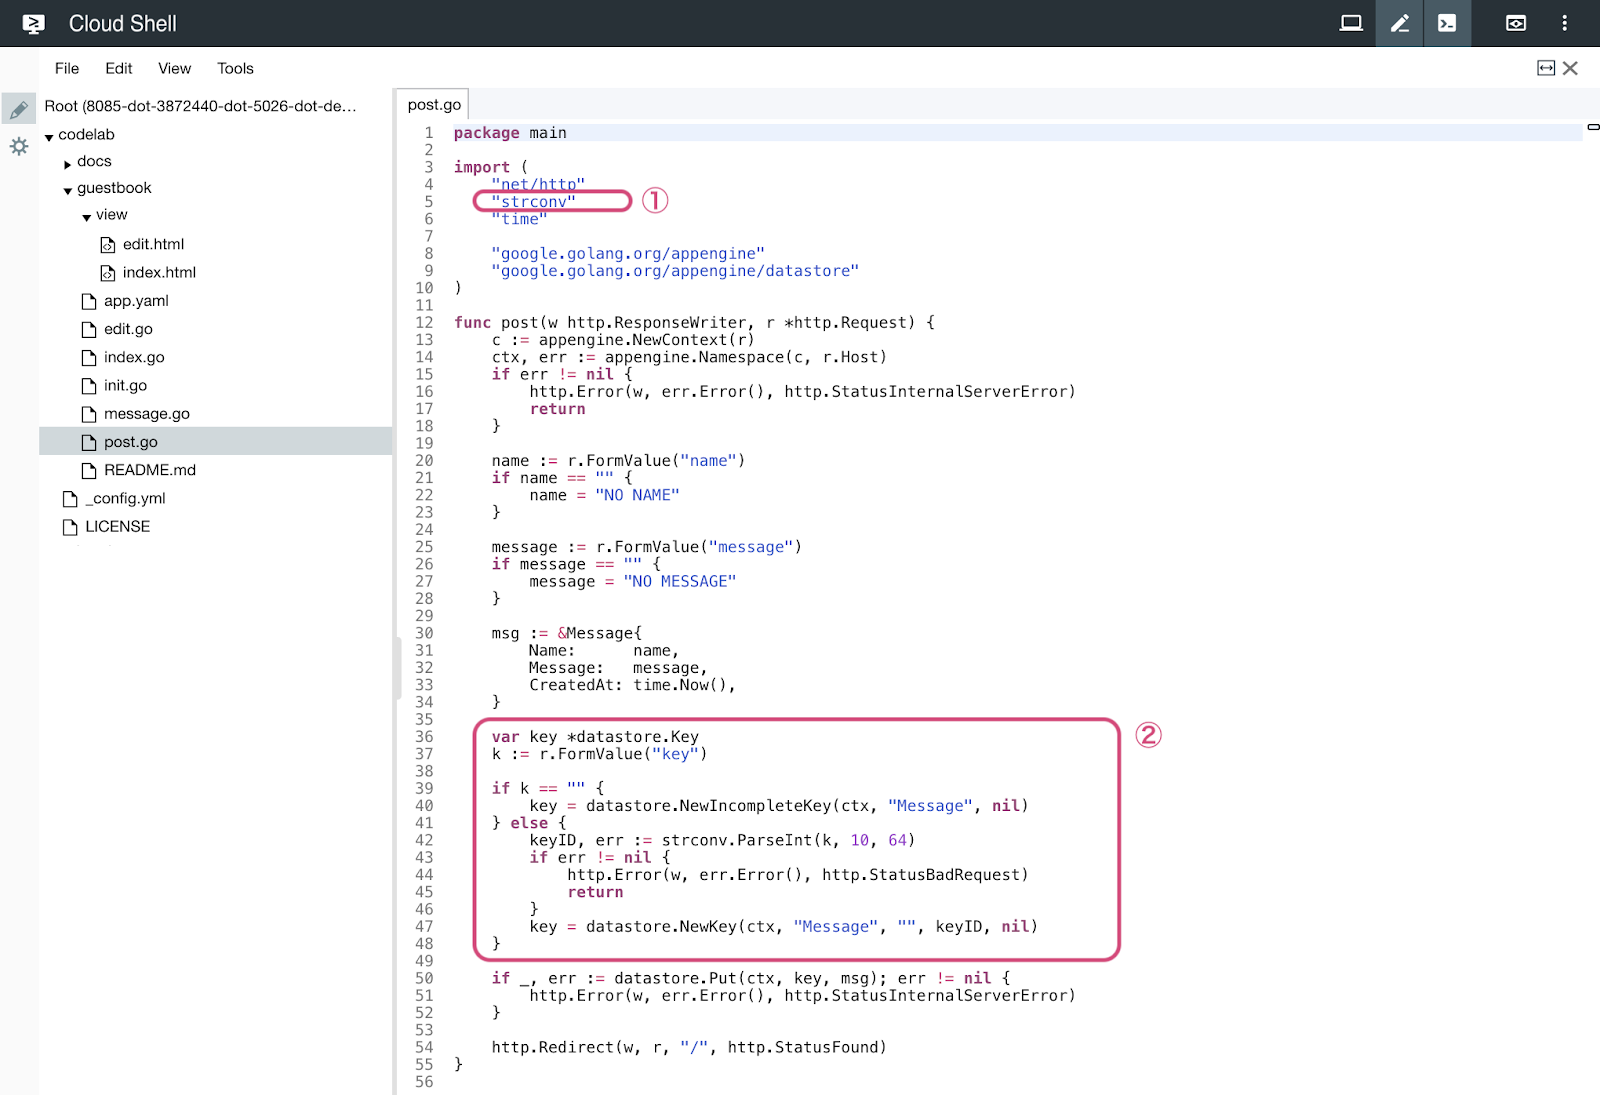 Cloud Shell
File Edit View Tools
Root (8085-dot-3872440-dot-5026-dot-de...
codelab
docs
guestbook
view
edit.html
index.html
app.yaml
edit.go
index.go
init.go
message.go
post.go
README.md
_config.yml
LICENSE
post.go
1 package main
2
3 import (
4     "net/http"
5     "strconv" ①
6     "time"
7
8     "google.golang.org/appengine"
9     "google.golang.org/appengine/datastore"
10 )
11
12 func post(w http.ResponseWriter, r *http.Request) {
13     c := appengine.NewContext(r)
14     ctx, err := appengine.Namespace(c, r.Host)
15     if err != nil {
16         http.Error(w, err.Error(), http.StatusInternalServerError)
17         return
18     }
19
20     name := r.FormValue("name")
21     if name == "" {
22         name = "NO NAME"
23     }
24
25     message := r.FormValue("message")
26     if message == "" {
27         message = "NO MESSAGE"
28     }
29
30     msg := &Message{
31         Name:      name,
32         Message:   message,
33         CreatedAt: time.Now(),
34     }
35
36     var key *datastore.Key ②
37     k := r.FormValue("key")
38
39     if k == "" {
40         key = datastore.NewIncompleteKey(ctx, "Message", nil)
41     } else {
42         keyID, err := strconv.ParseInt(k, 10, 64)
43         if err != nil {
44             http.Error(w, err.Error(), http.StatusBadRequest)
45             return
46         }
47         key = datastore.NewKey(ctx, "Message", "", keyID, nil)
48     }
49
50     if _, err := datastore.Put(ctx, key, msg); err != nil {
51         http.Error(w, err.Error(), http.StatusInternalServerError)
52     }
53
54     http.Redirect(w, r, "/", http.StatusFound)
55 }
56